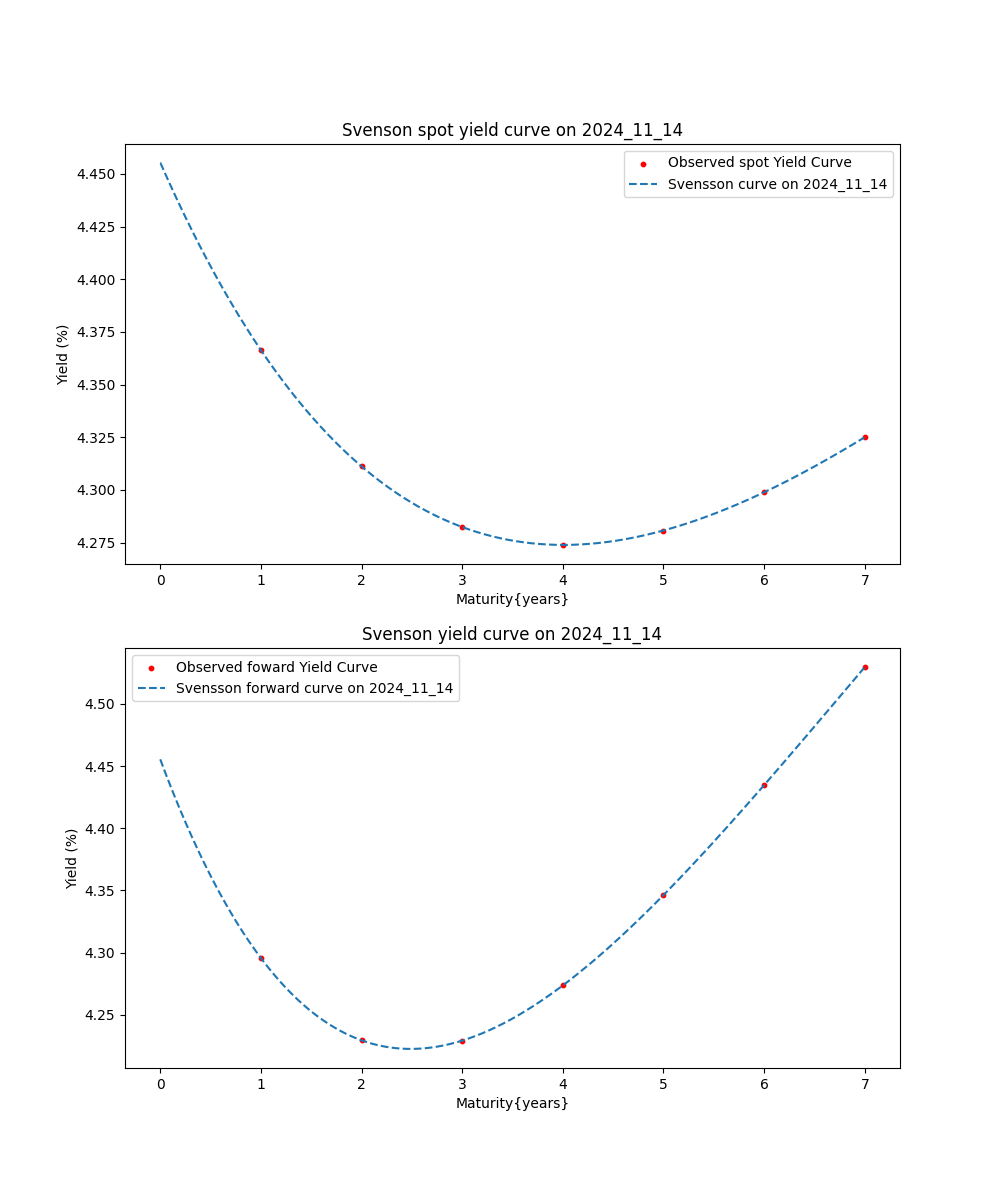 Svenson spot yield curve on 2024_11_14
Observed spot Yield Curve
Svensson curve on 2024_11_14
4.450
4.425
4.400
4.375
4.350
4.325
4.300
4.275
Yield (%)
0 1 2 3 4 5 6 7
Maturity{years}
Svenson yield curve on 2024_11_14
Observed foward Yield Curve
Svensson forward curve on 2024_11_14
4.50
4.45
4.40
4.35
4.30
4.25
Yield (%)
0 1 2 3 4 5 6 7
Maturity{years}